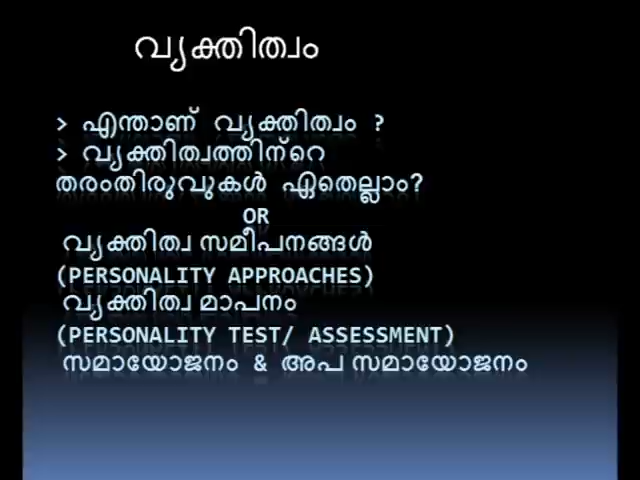 വ്യക്തിത്വം
> എന്താണ് വ്യക്തിത്വം ?
> വ്യക്തിത്വത്തിന്റെ
തരംതിരുവുകൾ ഏതെല്ലാം?
OR
വ്യക്തിത്വ സമീപനങ്ങൾ
(PERSONALITY APPROACHES)
വ്യക്തിത്വ മാപനം
(PERSONALITY TEST/ ASSESSMENT)
സമായോജനം & അപ സമായോജനം